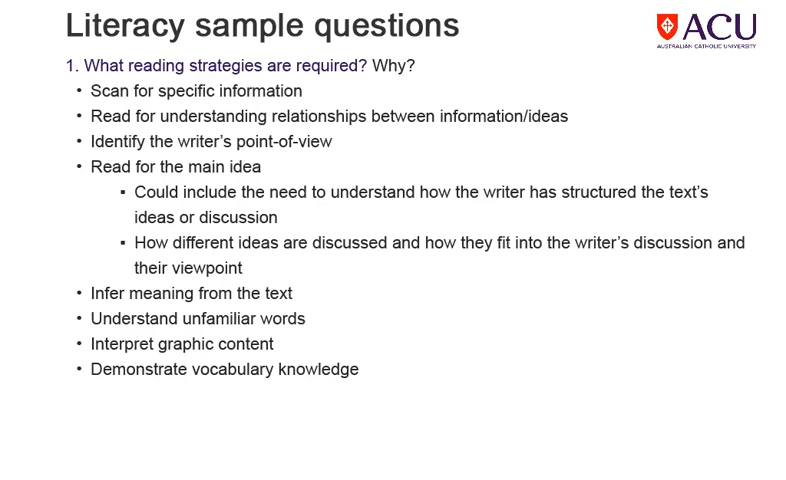 Literacy sample questions
ACU
AUSTRALIAN CATHOLIC UNIVERSITY
1. What reading strategies are required? Why?
• Scan for specific information
• Read for understanding relationships between information/ideas
• Identify the writer's point-of-view
• Read for the main idea
▪ Could include the need to understand how the writer has structured the text's
ideas or discussion
▪ How different ideas are discussed and how they fit into the writer's discussion and
their viewpoint
• Infer meaning from the text
• Understand unfamiliar words
• Interpret graphic content
• Demonstrate vocabulary knowledge